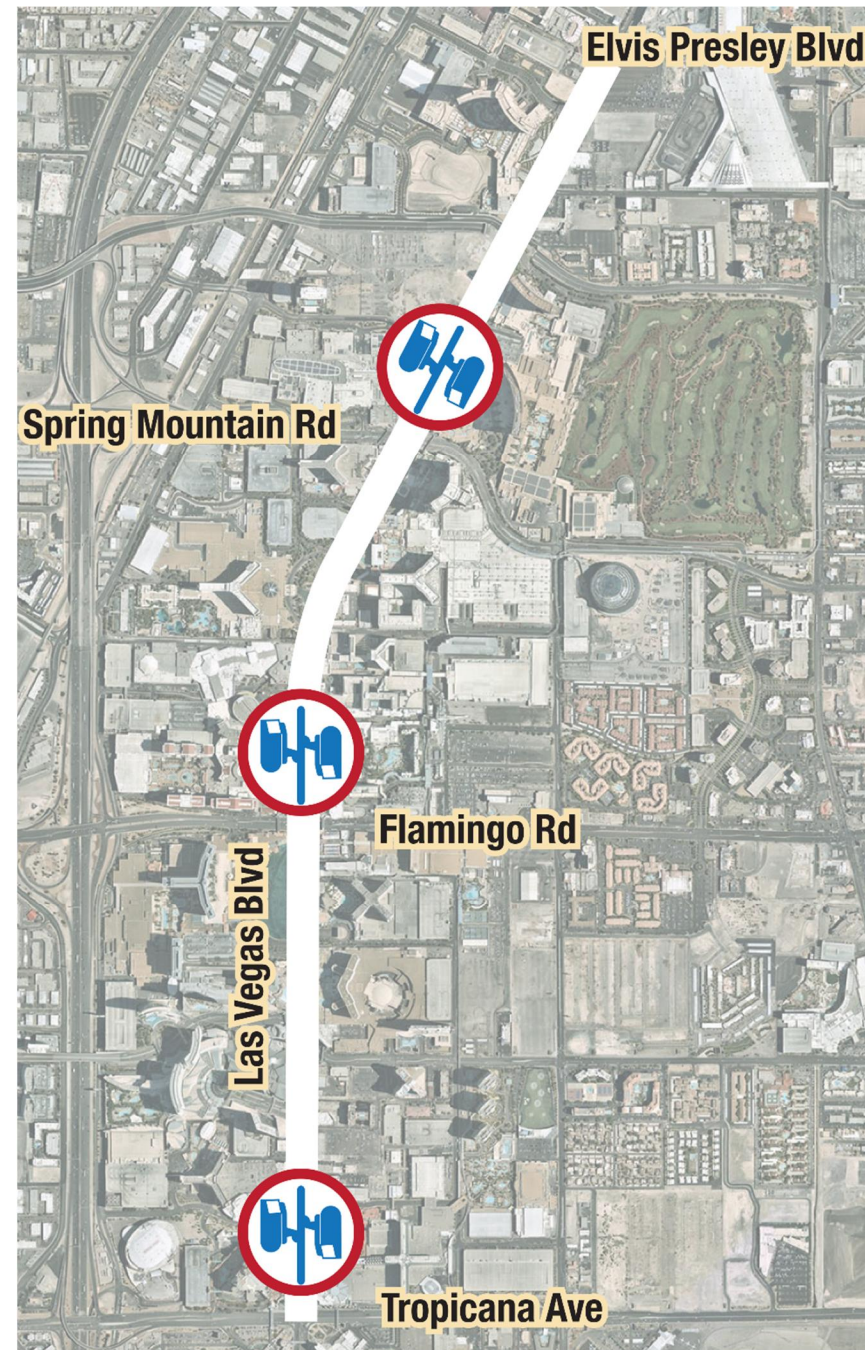 Elvis Presley Blvd
Spring Mountain Rd
Flamingo Rd
Las Vegas Blvd
Tropicana Ave